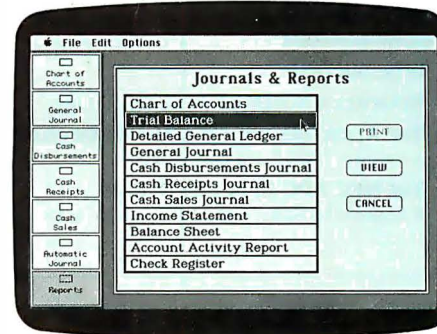 File Edit Options
Chart of
Accounts
General
Journal
Cash
Disbursements
Cash
Receipts
Cash
Sales
Automatic
Journal
Reports
Journals & Reports
Chart of Accounts
Trial Balance
Detailed General Ledger
General Journal
Cash Disbursements Journal
Cash Receipts Journal
Cash Sales Journal
Income Statement
Balance Sheet
Account Activity Report
Check Register
PRINT
VIEW
CANCEL